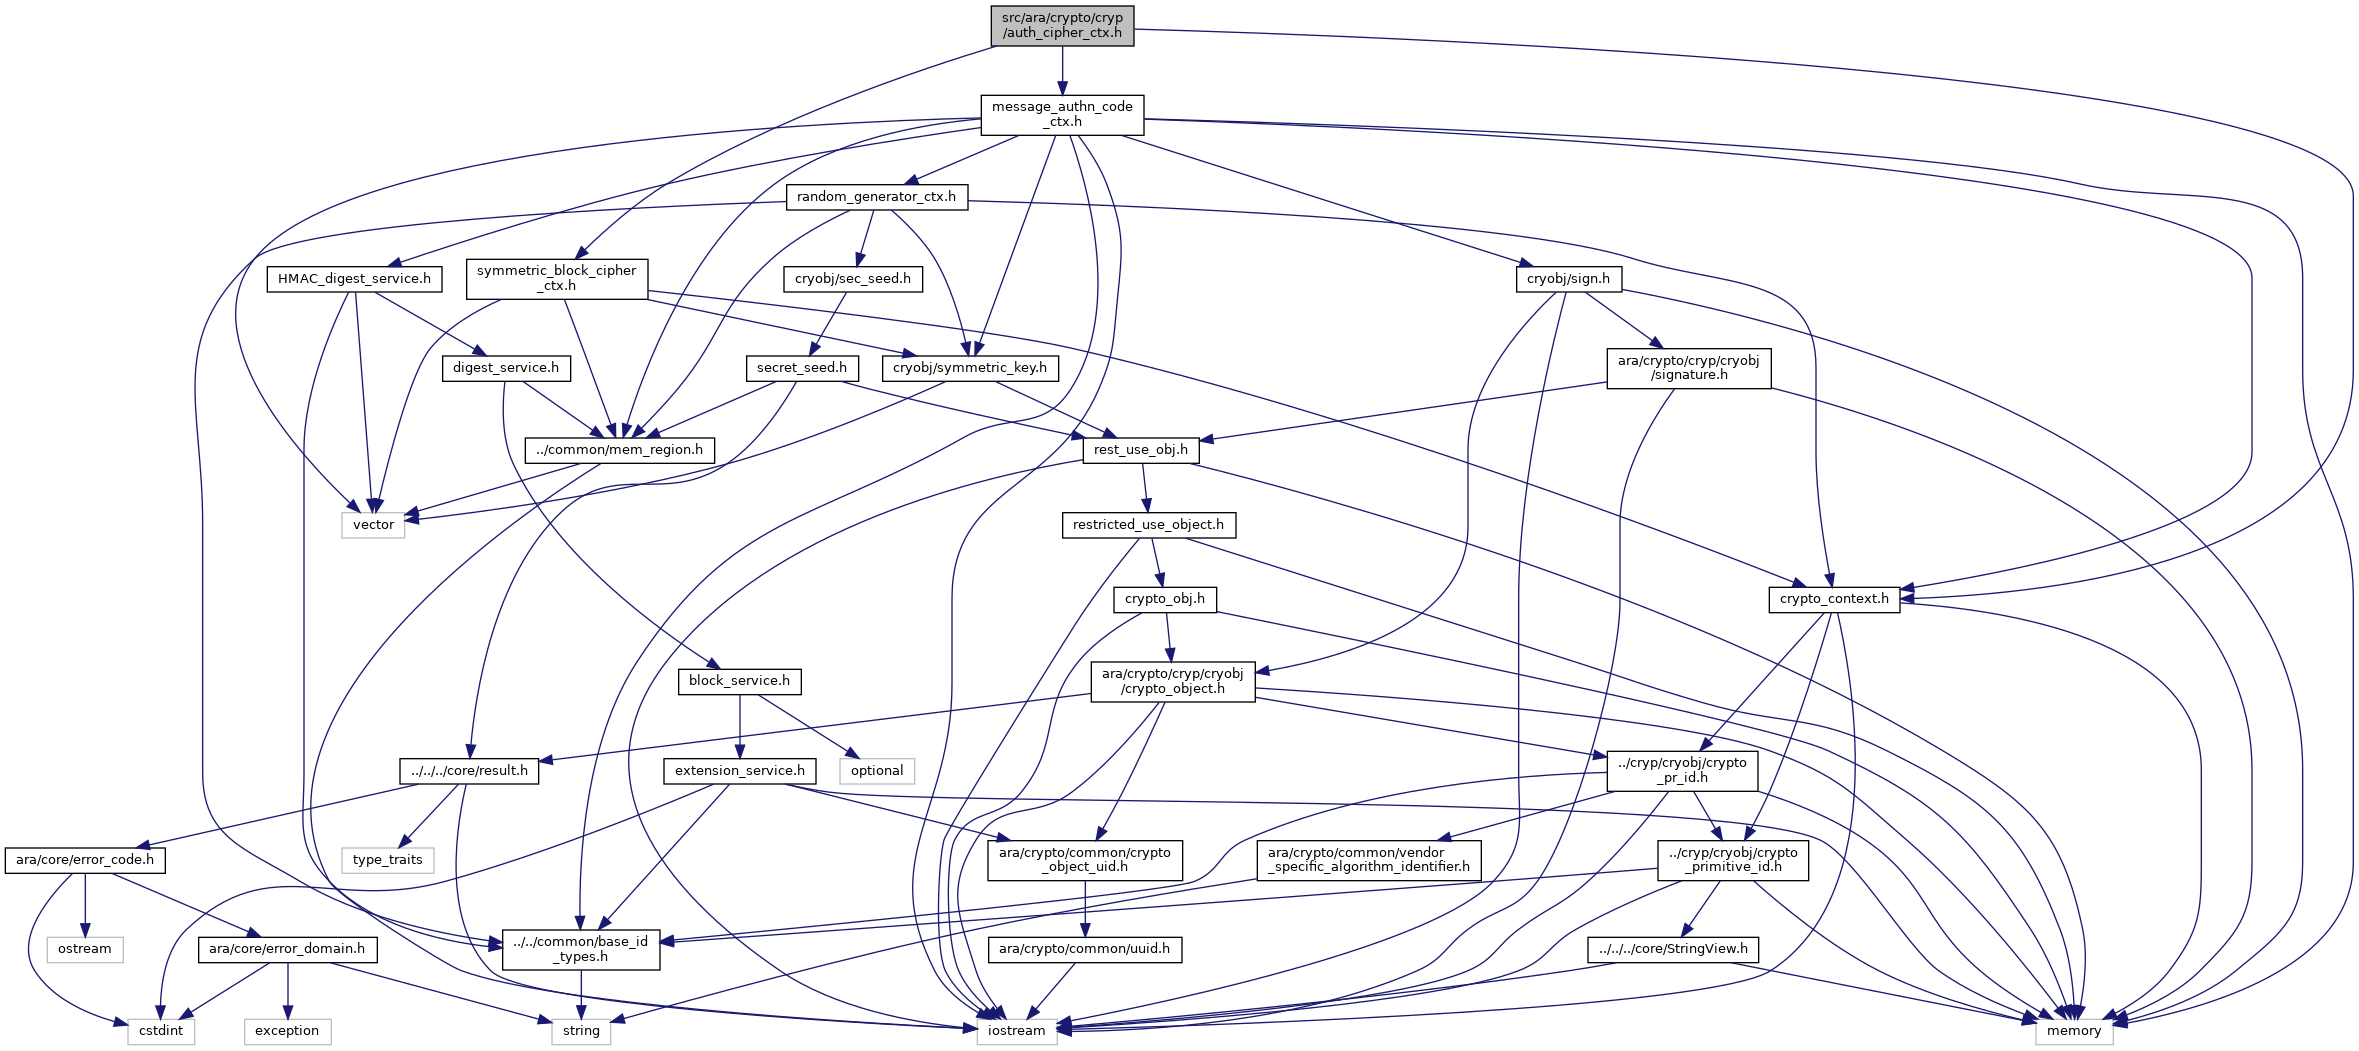 src/ara/crypto/cryp
/auth_cipher_ctx.h
message_authn_code
_ctx.h
random_generator_ctx.h
HMAC_digest_service.h
symmetric_block_cipher
_ctx.h
cryobj/sec_seed.h
cryobj/sign.h
digest_service.h
secret_seed.h
cryobj/symmetric_key.h
ara/crypto/cryp/cryobj
/signature.h
../common/mem_region.h
rest_use_obj.h
vector
restricted_use_object.h
crypto_obj.h
crypto_context.h
block_service.h
ara/crypto/cryp/cryobj
/crypto_object.h
../../../core/result.h
extension_service.h
optional
../cryp/cryobj/crypto
_pr_id.h
ara/core/error_code.h
type_traits
ara/crypto/common/crypto
_object_uid.h
ara/crypto/common/vendor
_specific_algorithm_identifier.h
../cryp/cryobj/crypto
_primitive_id.h
ostream
ara/core/error_domain.h
../../common/base_id
_types.h
ara/crypto/common/uuid.h
../../../core/StringView.h
cstdint
exception
string
iostream
memory